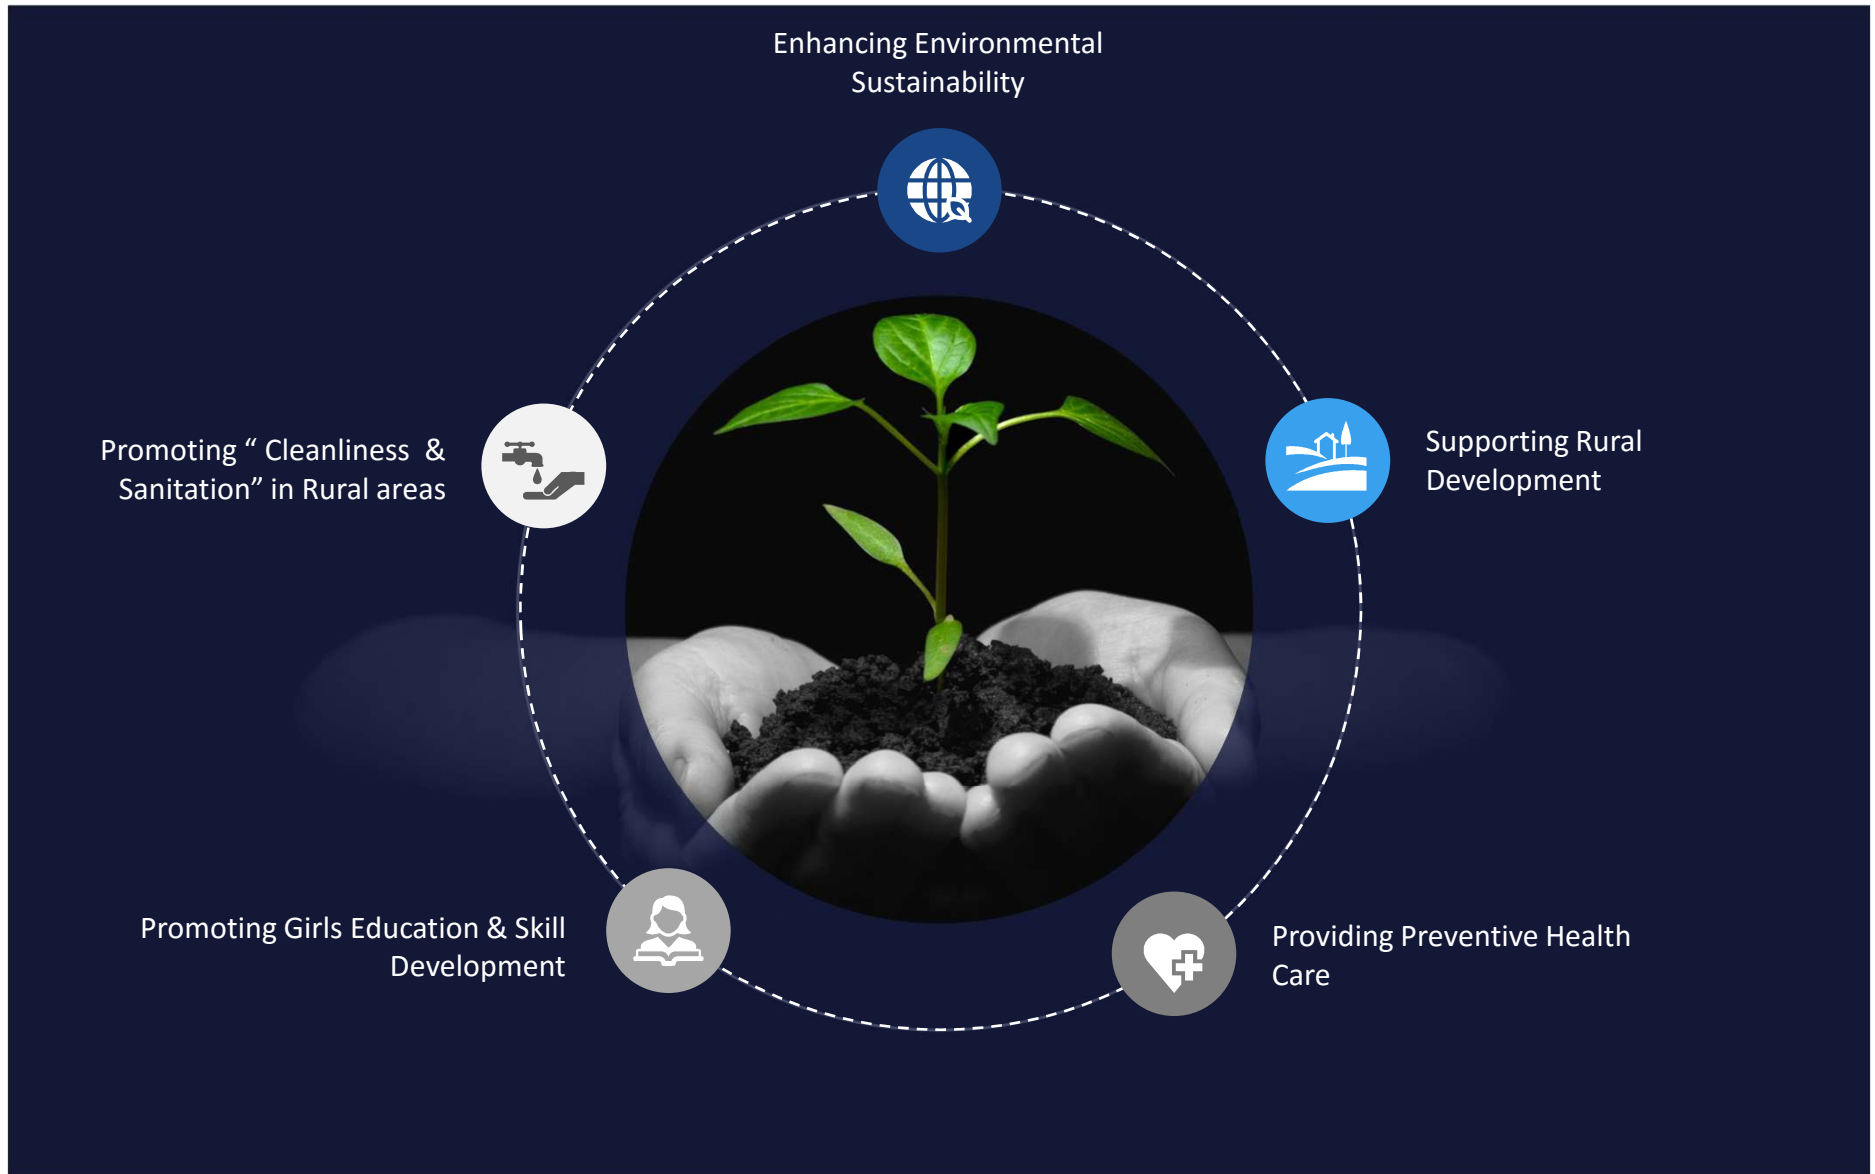 Enhancing Environmental
Sustainability
Promoting “ Cleanliness  &
Sanitation” in Rural areas
Supporting Rural
Development
Promoting Girls Education & Skill
Development
Providing Preventive Health
Care